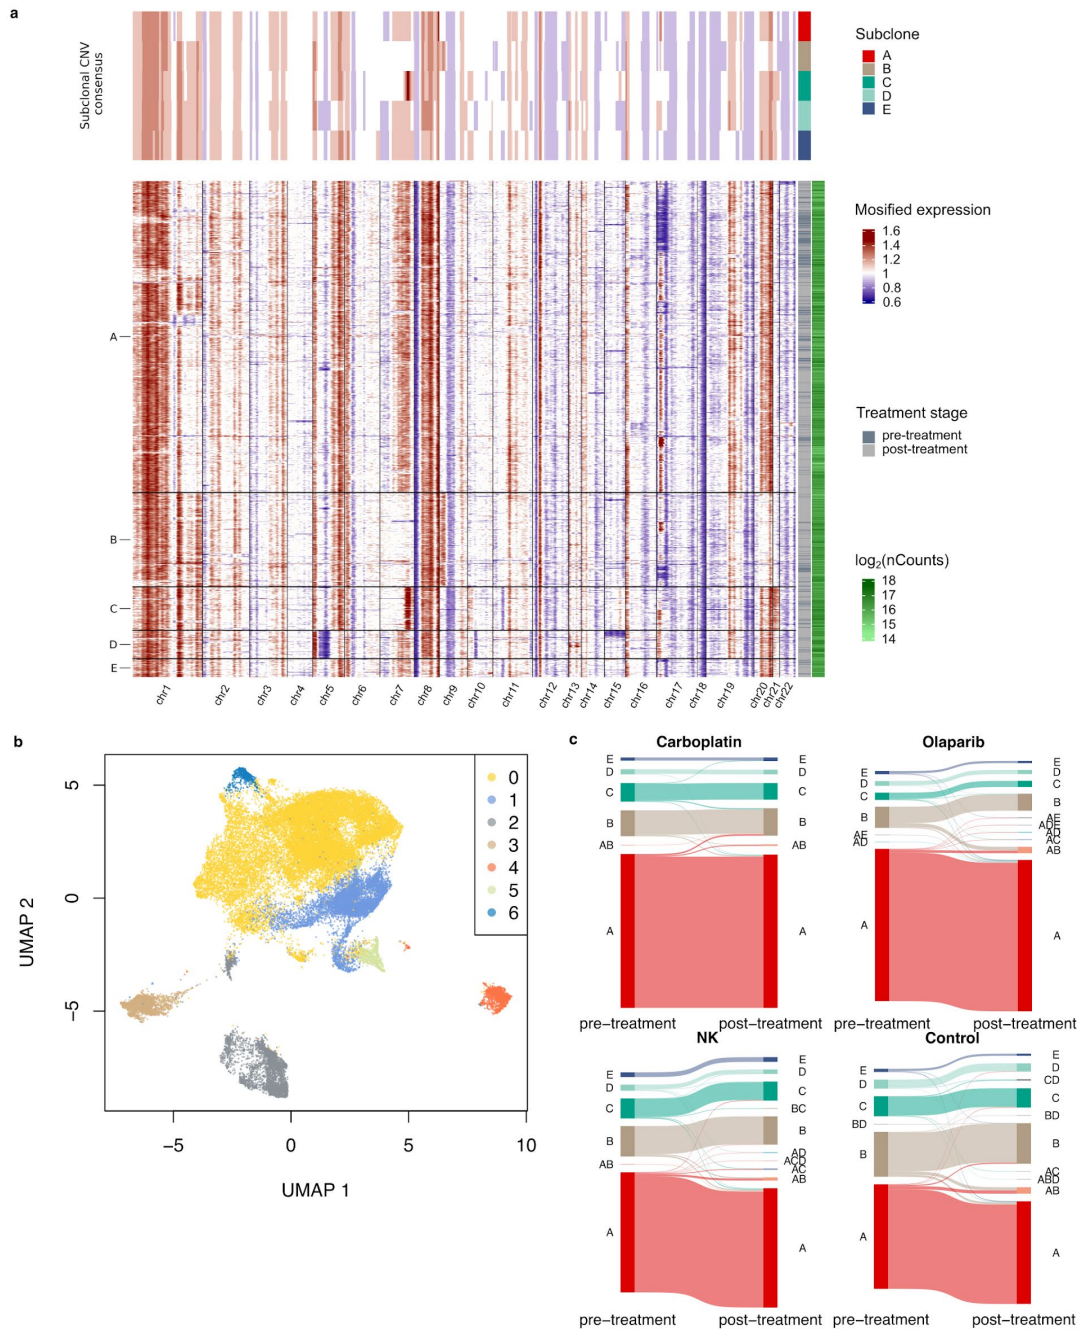 a
Subclonal CNV
consensus
Subclone
A
B
C
D
E
Mosified expression
1.6
1.4
1.2
1
0.8
0.6
Treatment stage
pre-treatment
post-treatment
log2(nCounts)
18
17
16
15
14
A
B
C
D
E
chr1
chr2
chr3
chr4
chr5
chr6
chr7
chr8
chr9
chr10
chr11
chr12
chr13
chr14
chr15
chr16
chr17
chr18
chr19
chr20
chr21
chr22
b
5
0
−5
UMAP 2
−5
0
5
10
UMAP 1
0
1
2
3
4
5
6
c
Carboplatin
E
D
C
B
AB
A
E
D
C
B
AB
A
pre−treatment
post−treatment
Olaparib
E
D
C
B
AE
AD
A
E
D
C
B
AE
ADE
AD
AC
AB
A
pre−treatment
post−treatment
NK
E
D
C
B
AB
A
E
D
C
BC
B
AD
ACD
AC
AB
A
pre−treatment
post−treatment
Control
E
D
C
BD
B
A
E
D
CD
C
BD
B
AC
ABD
AB
A
pre−treatment
post−treatment